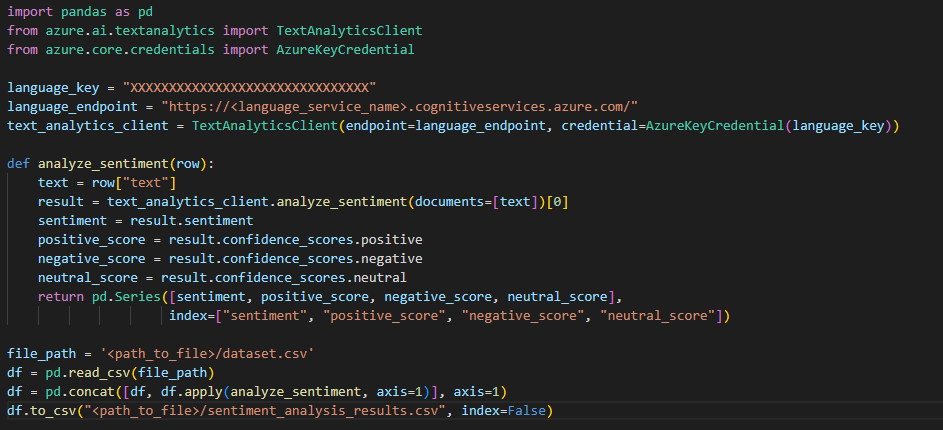 import pandas as pd
from azure.ai.textanalytics import TextAnalyticsClient
from azure.core.credentials import AzureKeyCredential
language_key = "XXXXXXXXXXXXXXXXXXXXXXXXXXXXXXX"
language_endpoint = "https://<language_service_name>.cognitiveservices.azure.com/"
text_analytics_client = TextAnalyticsClient(endpoint=language_endpoint, credential=AzureKeyCredential(language_key))
def analyze_sentiment(row):
    text = row["text"]
    result = text_analytics_client.analyze_sentiment(documents=[text])[0]
    sentiment = result.sentiment
    positive_score = result.confidence_scores.positive
    negative_score = result.confidence_scores.negative
    neutral_score = result.confidence_scores.neutral
    return pd.Series([sentiment, positive_score, negative_score, neutral_score],
                     index=["sentiment", "positive_score", "negative_score", "neutral_score"])
file_path = '<path_to_file>/dataset.csv'
df = pd.read_csv(file_path)
df = pd.concat([df, df.apply(analyze_sentiment, axis=1)], axis=1)
df.to_csv("<path_to_file>/sentiment_analysis_results.csv", index=False)